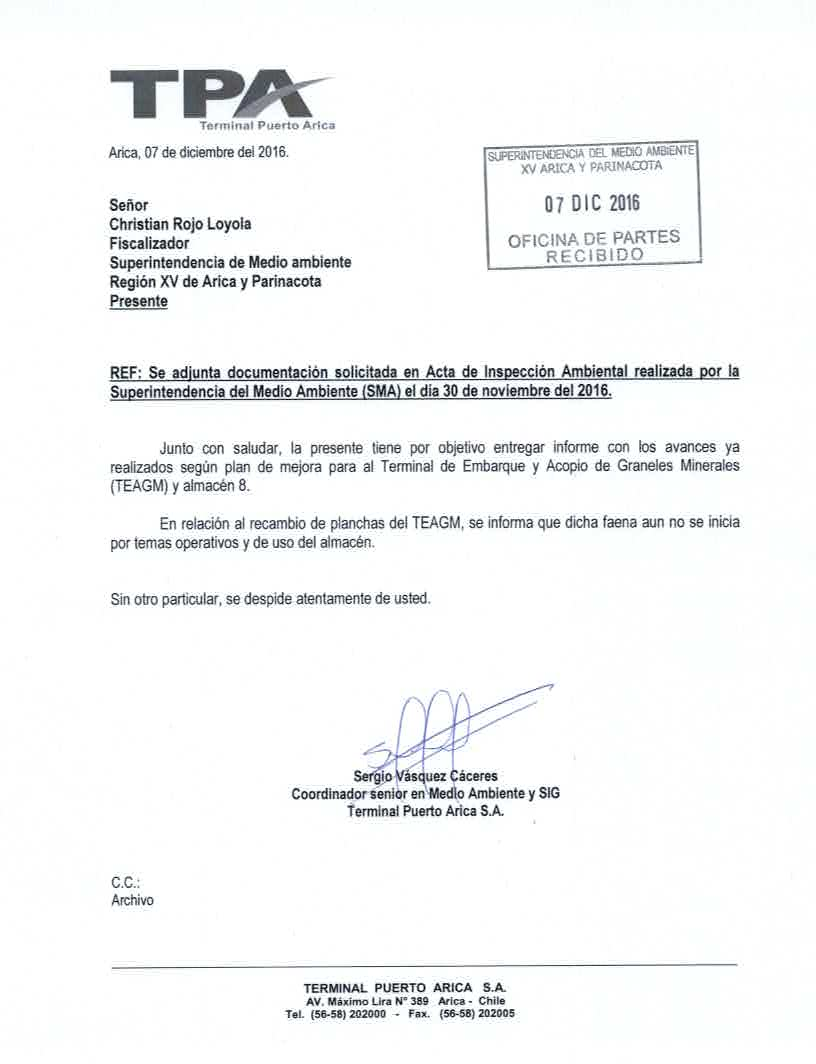 TPA
Terminal Puerto Arica
Arica, 07 de diciembre del 2016.
SUPERINTENDENCIA DEL MEDIO AMBIENTE
XV ARICA Y PARINACOTA
07 DIC 2016
OFICINA DE PARTES
RECIBIDO
Señor
Christian Rojo Loyola
Fiscalizador
Superintendencia de Medio ambiente
Región XV de Arica y Parinacota
Presente
REF: Se adjunta documentación solicitada en Acta de Inspección Ambiental realizada por la
Superintendencia del Medio Ambiente (SMA) el día 30 de noviembre del 2016.
Junto con saludar, la presente tiene por objetivo entregar informe con los avances ya
realizados según plan de mejora para al Terminal de Embarque y Acopio de Graneles Minerales
(TEAGM) y almacén 8.
En relación al recambio de planchas del TEAGM, se informa que dicha faena aun no se inicia
por temas operativos y de uso del almacén.
Sin otro particular, se despide atentamente de usted.
Sergio Vásquez Cáceres
Coordinador senior en Medio Ambiente y SIG
Terminal Puerto Arica S.A.
C.C.:
Archivo
TERMINAL PUERTO ARICA S.A.
AV. Máximo Lira N° 389 Arica - Chile
Tel. (56-58) 202000 - Fax. (56-58) 202005